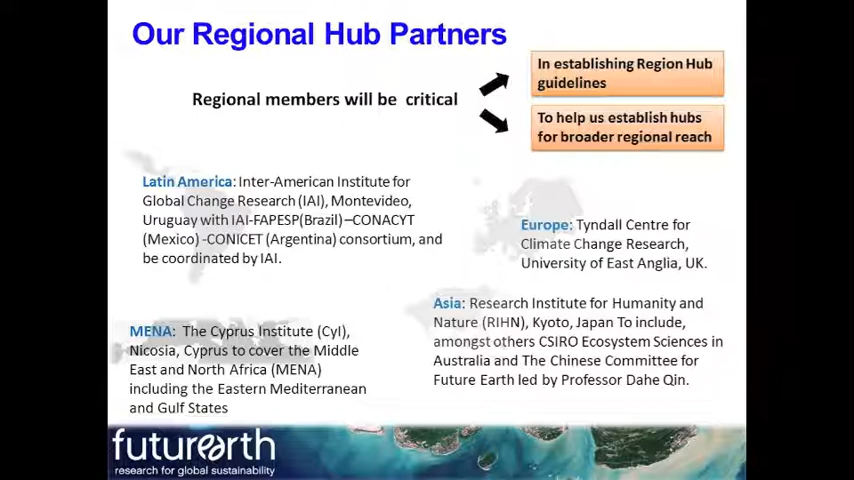 Our Regional Hub Partners
Regional members will be  critical
In establishing Region Hub
guidelines
To help us establish hubs
for broader regional reach
Latin America: Inter-American Institute for
Global Change Research (IAI), Montevideo,
Uruguay with IAI-FAPESP(Brazil) –CONACYT
(Mexico) -CONICET (Argentina) consortium, and
be coordinated by IAI.
Europe: Tyndall Centre for
Climate Change Research,
University of East Anglia, UK.
MENA:  The Cyprus Institute (CyI),
Nicosia, Cyprus to cover the Middle
East and North Africa (MENA)
including the Eastern Mediterranean
and Gulf States
Asia: Research Institute for Humanity and
Nature (RIHN), Kyoto, Japan To include,
amongst others CSIRO Ecosystem Sciences in
Australia and The Chinese Committee for
Future Earth led by Professor Dahe Qin.
futurearth
research for global sustainability